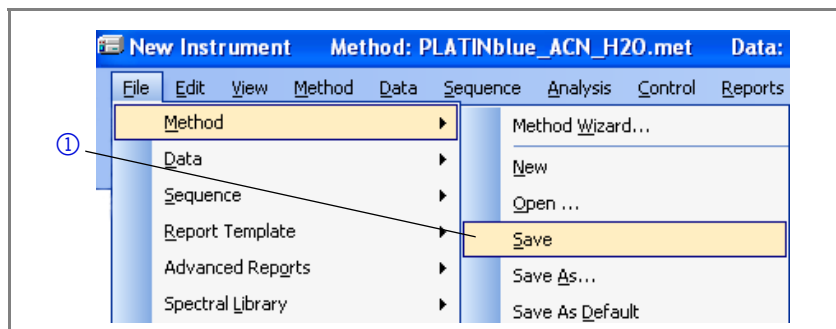 New Instrument Method: PLATINblue_ACN_H2O.met Data:
File Edit View Method Data Sequence Analysis Control Reports
Method
Data
Sequence
Report Template
Advanced Reports
Spectral Library
Method Wizard...
New
Open ...
Save
Save As...
Save As Default
①